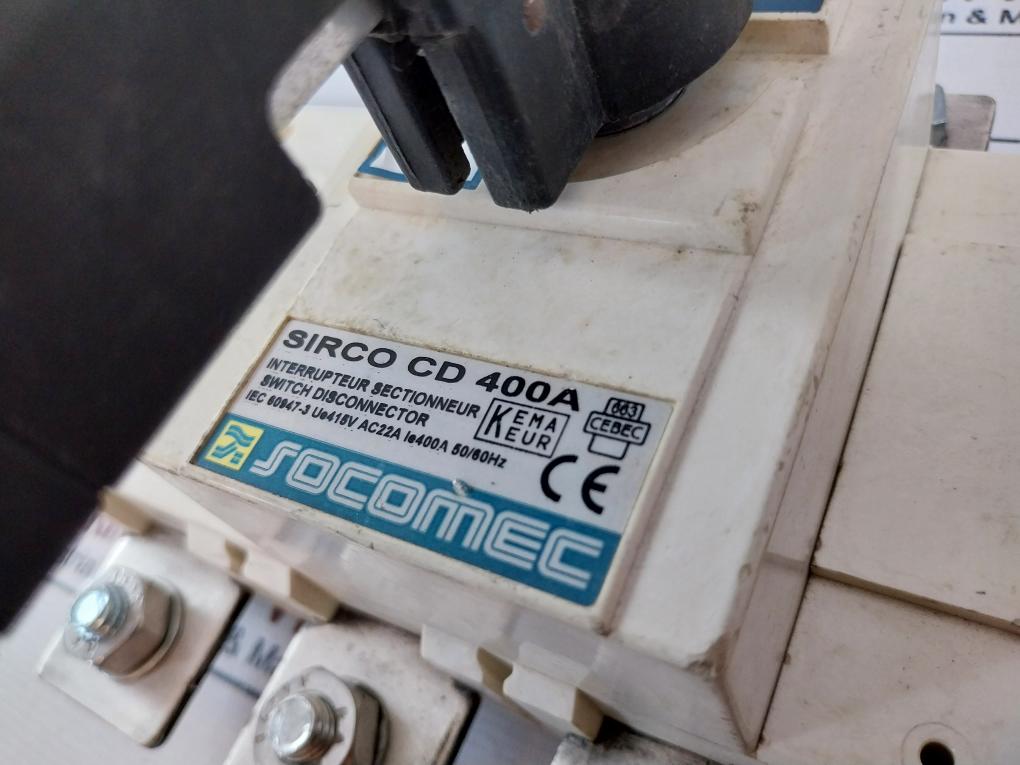 n & M
SIRCO CD 400A
INTERRUPTEUR SECTIONNEUR
SWITCH DISCONNECTOR
IEC 60947-3 Ue415V AC22A Ie400A 50/60Hz
KEMA
KEUR
663
CEBEC
CE
SOCOMEC
& M